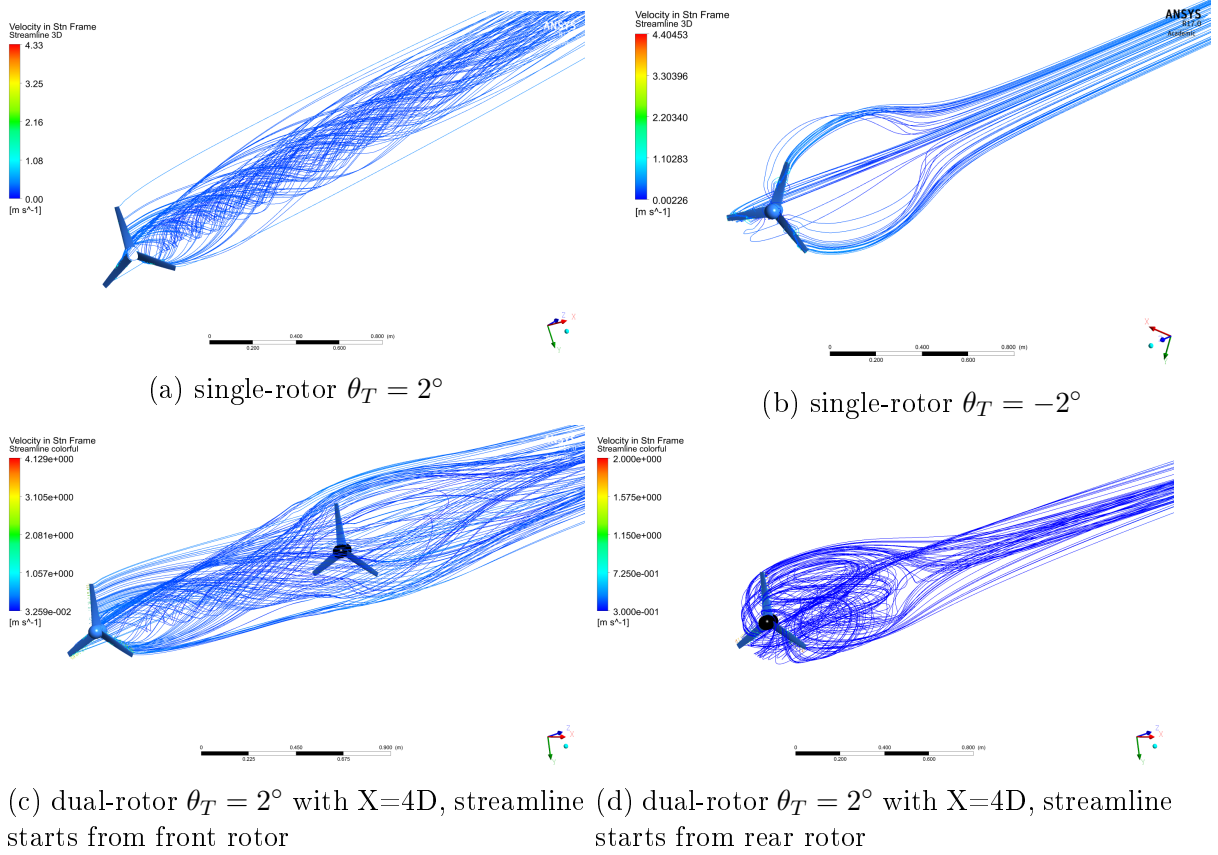 Velocity in Stn Frame
Streamline 3D
4.33
3.25
2.16
1.08
0.00
[m s^-1]
ANSYS
0 0.400 0.800 (m)
0.200 0.600
Z X
Y
(a) single-rotor θ_T = 2°
Velocity in Stn Frame
Streamline 3D
4.40453
3.30396
2.20340
1.10283
0.00226
[m s^-1]
ANSYS
R17.0
Academic
0 0.400 0.800 (m)
0.200 0.600
X
Z
Y
(b) single-rotor θ_T = −2°
Velocity in Stn Frame
Streamline colorful
4.129e+000
3.105e+000
2.081e+000
1.057e+000
3.259e-002
[m s^-1]
0 0.450 0.900 (m)
0.225 0.675
Z
X
(c) dual-rotor θ_T = 2° with X=4D, streamline
starts from front rotor
Velocity in Stn Frame
Streamline colorful
2.000e+000
1.575e+000
1.150e+000
7.250e-001
3.000e-001
[m s^-1]
0 0.400 0.800 (m)
0.200 0.600
Z
X
(d) dual-rotor θ_T = 2° with X=4D, streamline
starts from rear rotor